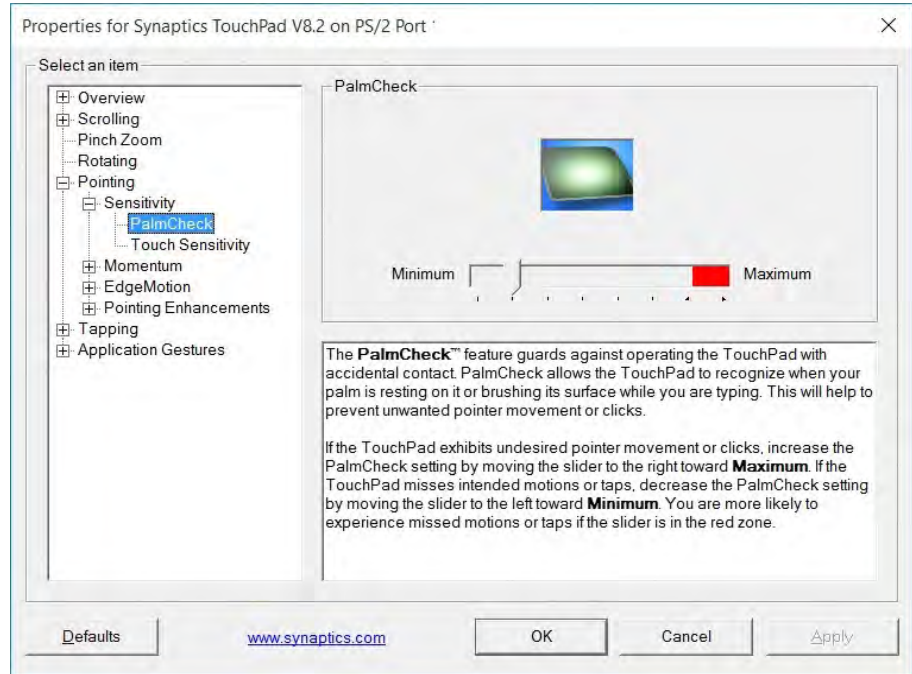 Properties for Synaptics TouchPad V8.2 on PS/2 Port
Select an item
Overview
Scrolling
Pinch Zoom
Rotating
Pointing
Sensitivity
PalmCheck
Touch Sensitivity
Momentum
EdgeMotion
Pointing Enhancements
Tapping
Application Gestures
PalmCheck
Minimum
Maximum
The PalmCheck™ feature guards against operating the TouchPad with
accidental contact. PalmCheck allows the TouchPad to recognize when your
palm is resting on it or brushing its surface while you are typing. This will help to
prevent unwanted pointer movement or clicks.
If the TouchPad exhibits undesired pointer movement or clicks, increase the
PalmCheck setting by moving the slider to the right toward Maximum. If the
TouchPad misses intended motions or taps, decrease the PalmCheck setting
by moving the slider to the left toward Minimum. You are more likely to
experience missed motions or taps if the slider is in the red zone.
Defaults
www.synaptics.com
OK
Cancel
Apply